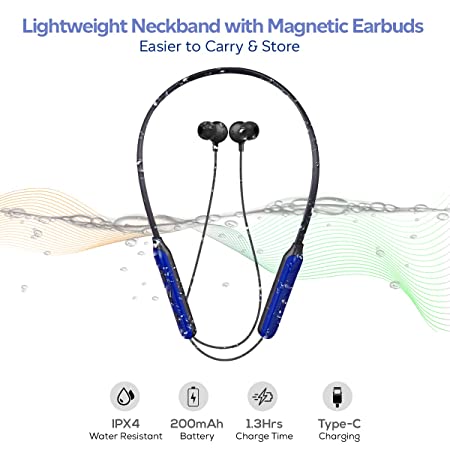 Lightweight Neckband with Magnetic Earbuds
Easier to Carry & Store
IPX4
Water Resistant
200mAh
Battery
1.3Hrs
Charge Time
Type-C
Charging